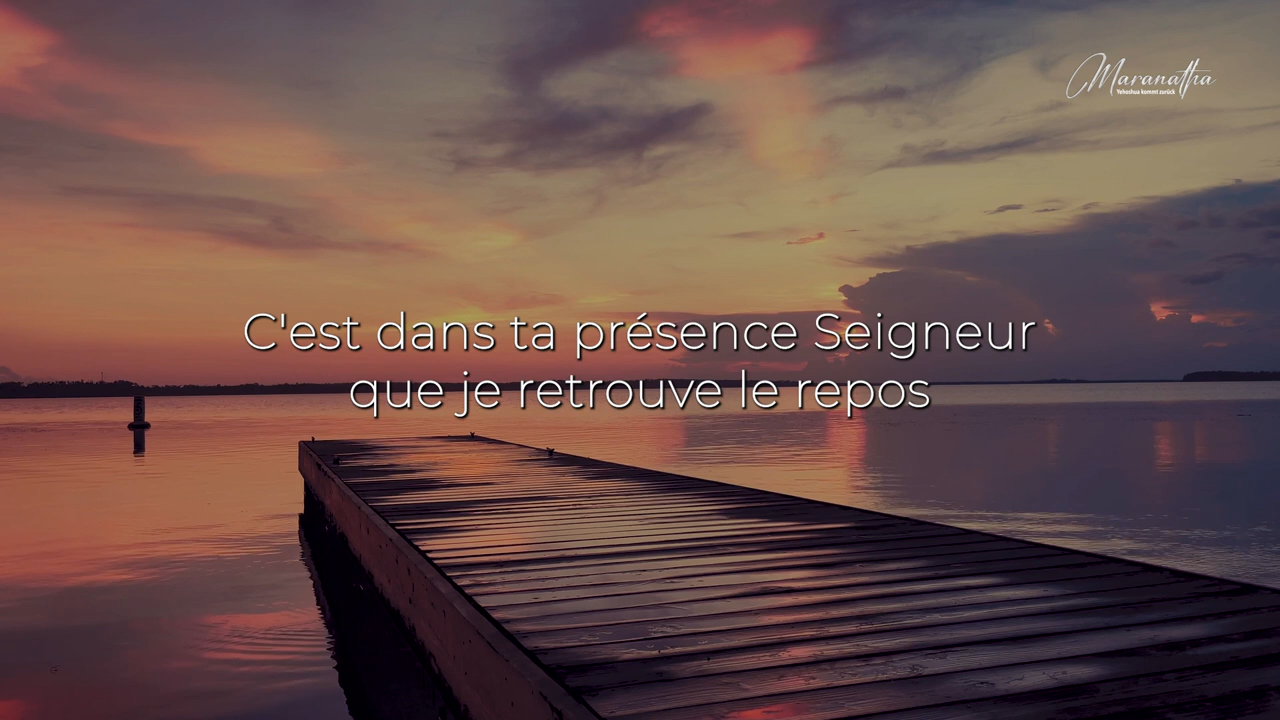 Maranatha
Yehoshua kommt zurück
C'est dans ta présence Seigneur
que je retrouve le repos